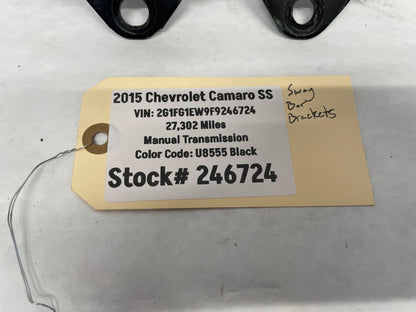 2015 Chevrolet Camaro SS
VIN: 2G1FG1EW9F9246724
27,302 Miles
Manual Transmission
Color Code: U8555 Black
Stock# 246724
Sway
Bar
Brackets